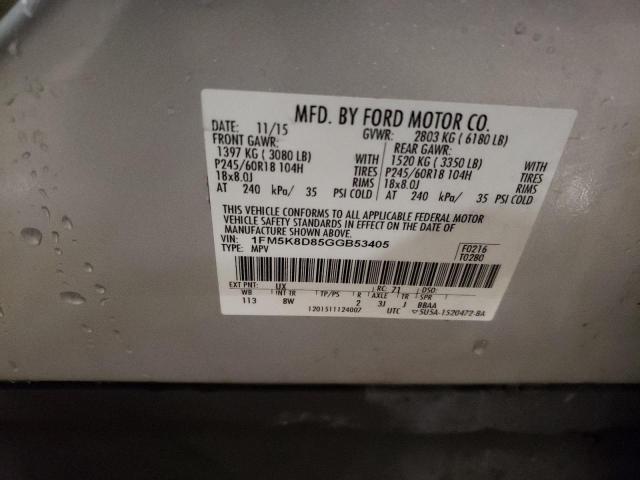 MFD. BY FORD MOTOR CO.
DATE: 11/15 GVWR: 2803 KG ( 6180 LB)
FRONT GAWR: REAR GAWR:
1397 KG ( 3080 LB) WITH 1520 KG ( 3350 LB) WITH
P245/60R18 104H TIRES P245/60R18 104H TIRES
18x8.0J RIMS 18x8.0J RIMS
AT 240 kPa/ 35 PSI COLD AT 240 kPa/ 35 PSI COLD
THIS VEHICLE CONFORMS TO ALL APPLICABLE FEDERAL MOTOR
VEHICLE SAFETY STANDARDS IN EFFECT ON THE DATE OF
MANUFACTURE SHOWN ABOVE.
VIN: 1FM5K8D85GGB53405 F0216
TYPE: MPV T0280
EXT PNT: UX RC: 71 DSO:
WB INT TR TP/PS R AXLE TR SPR
113 8W 2 3J J BBAA
1201511124007 UTC 5U5A-1520472-BA